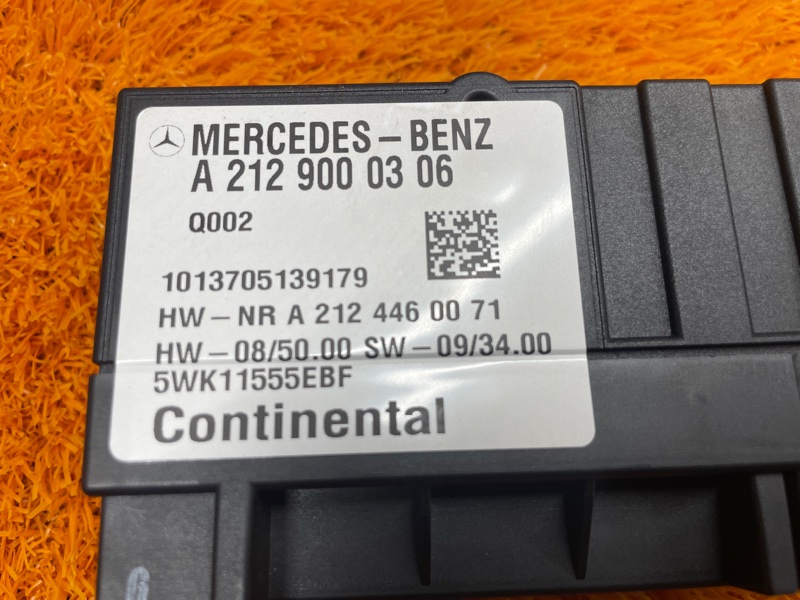 MERCEDES-BENZ
A 212 900 03 06
Q002
1013705139179
HW-NR A 212 446 00 71
HW-08/50.00 SW-09/34.00
5WK11555EBF
Continental